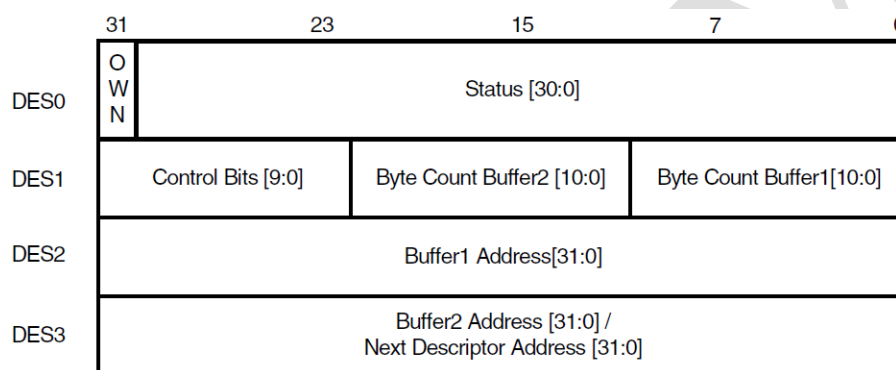 31 23 15 7
DES0 OWN Status [30:0]
DES1 Control Bits [9:0] Byte Count Buffer2 [10:0] Byte Count Buffer1[10:0]
DES2 Buffer1 Address[31:0]
DES3 Buffer2 Address [31:0] /
Next Descriptor Address [31:0]